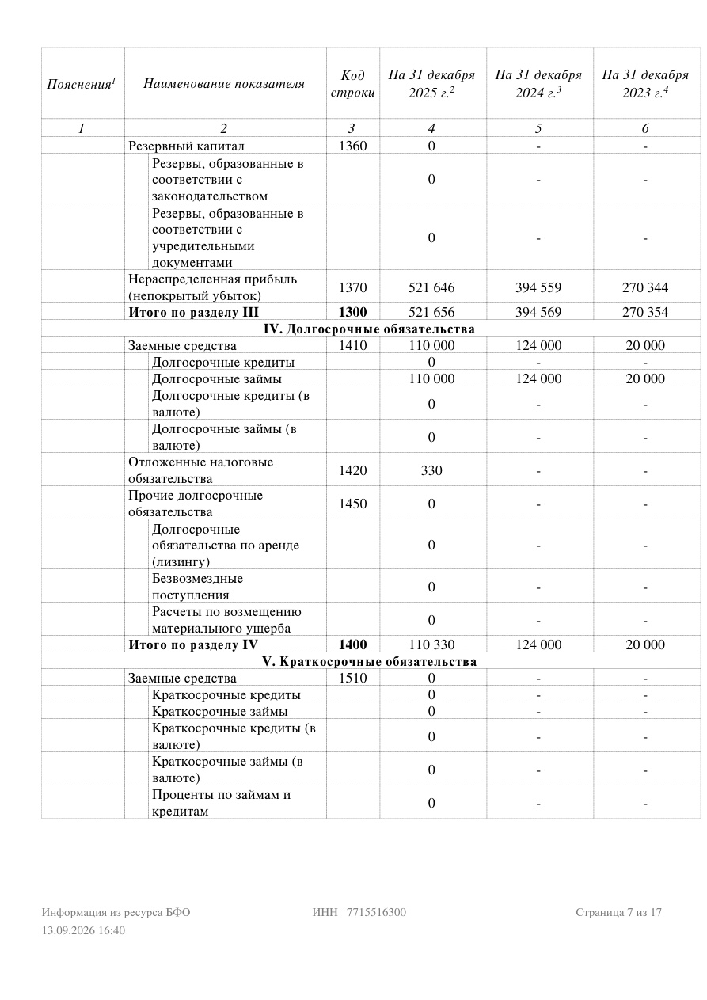 Пояснения1
Наименование показателя
Код
строки
На 31 декабря
2025 г.2
На 31 декабря
2024 г.3
На 31 декабря
2023 г.4
1 2 3 4 5 6
Резервный капитал 1360 0 - -
Резервы, образованные в
соответствии с
законодательством
0 - -
Резервы, образованные в
соответствии с
учредительными
документами
0 - -
Нераспределенная прибыль
(непокрытый убыток)
1370 521 646 394 559 270 344
Итого по разделу III 1300 521 656 394 569 270 354
IV. Долгосрочные обязательства
Заемные средства 1410 110 000 124 000 20 000
Долгосрочные кредиты 0 - -
Долгосрочные займы 110 000 124 000 20 000
Долгосрочные кредиты (в
валюте)
0 - -
Долгосрочные займы (в
валюте)
0 - -
Отложенные налоговые
обязательства
1420 330 - -
Прочие долгосрочные
обязательства
1450 0 - -
Долгосрочные
обязательства по аренде
(лизингу)
0 - -
Безвозмездные
поступления
0 - -
Расчеты по возмещению
материального ущерба
0 - -
Итого по разделу IV 1400 110 330 124 000 20 000
V. Краткосрочные обязательства
Заемные средства 1510 0 - -
Краткосрочные кредиты 0 - -
Краткосрочные займы 0 - -
Краткосрочные кредиты (в
валюте)
0 - -
Краткосрочные займы (в
валюте)
0 - -
Проценты по займам и
кредитам
0 - -
Информация из ресурса БФО ИНН 7715516300 Страница 7 из 17
13.09.2026 16:40